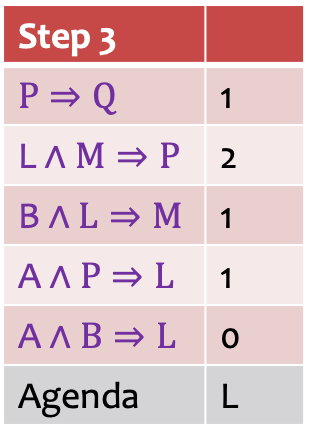 Step 3
P ⇒ Q 1
L ∧ M ⇒ P 2
B ∧ L ⇒ M 1
A ∧ P ⇒ L 1
A ∧ B ⇒ L 0
Agenda L